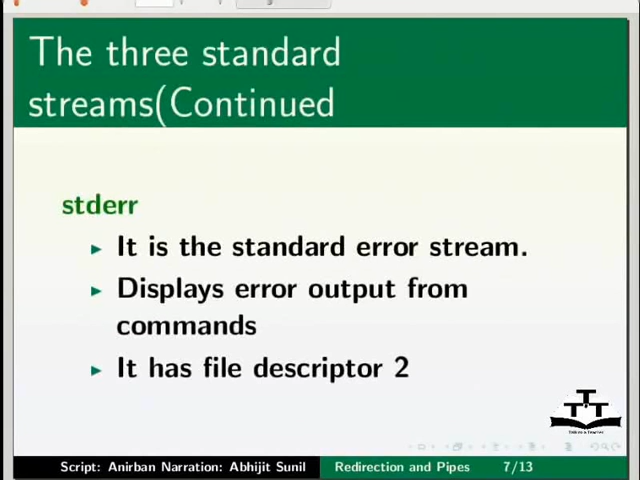 The three standard
streams(Continued
stderr
It is the standard error stream.
Displays error output from
commands
It has file descriptor 2
Script: Anirban Narration: Abhijit Sunil Redirection and Pipes 7/13